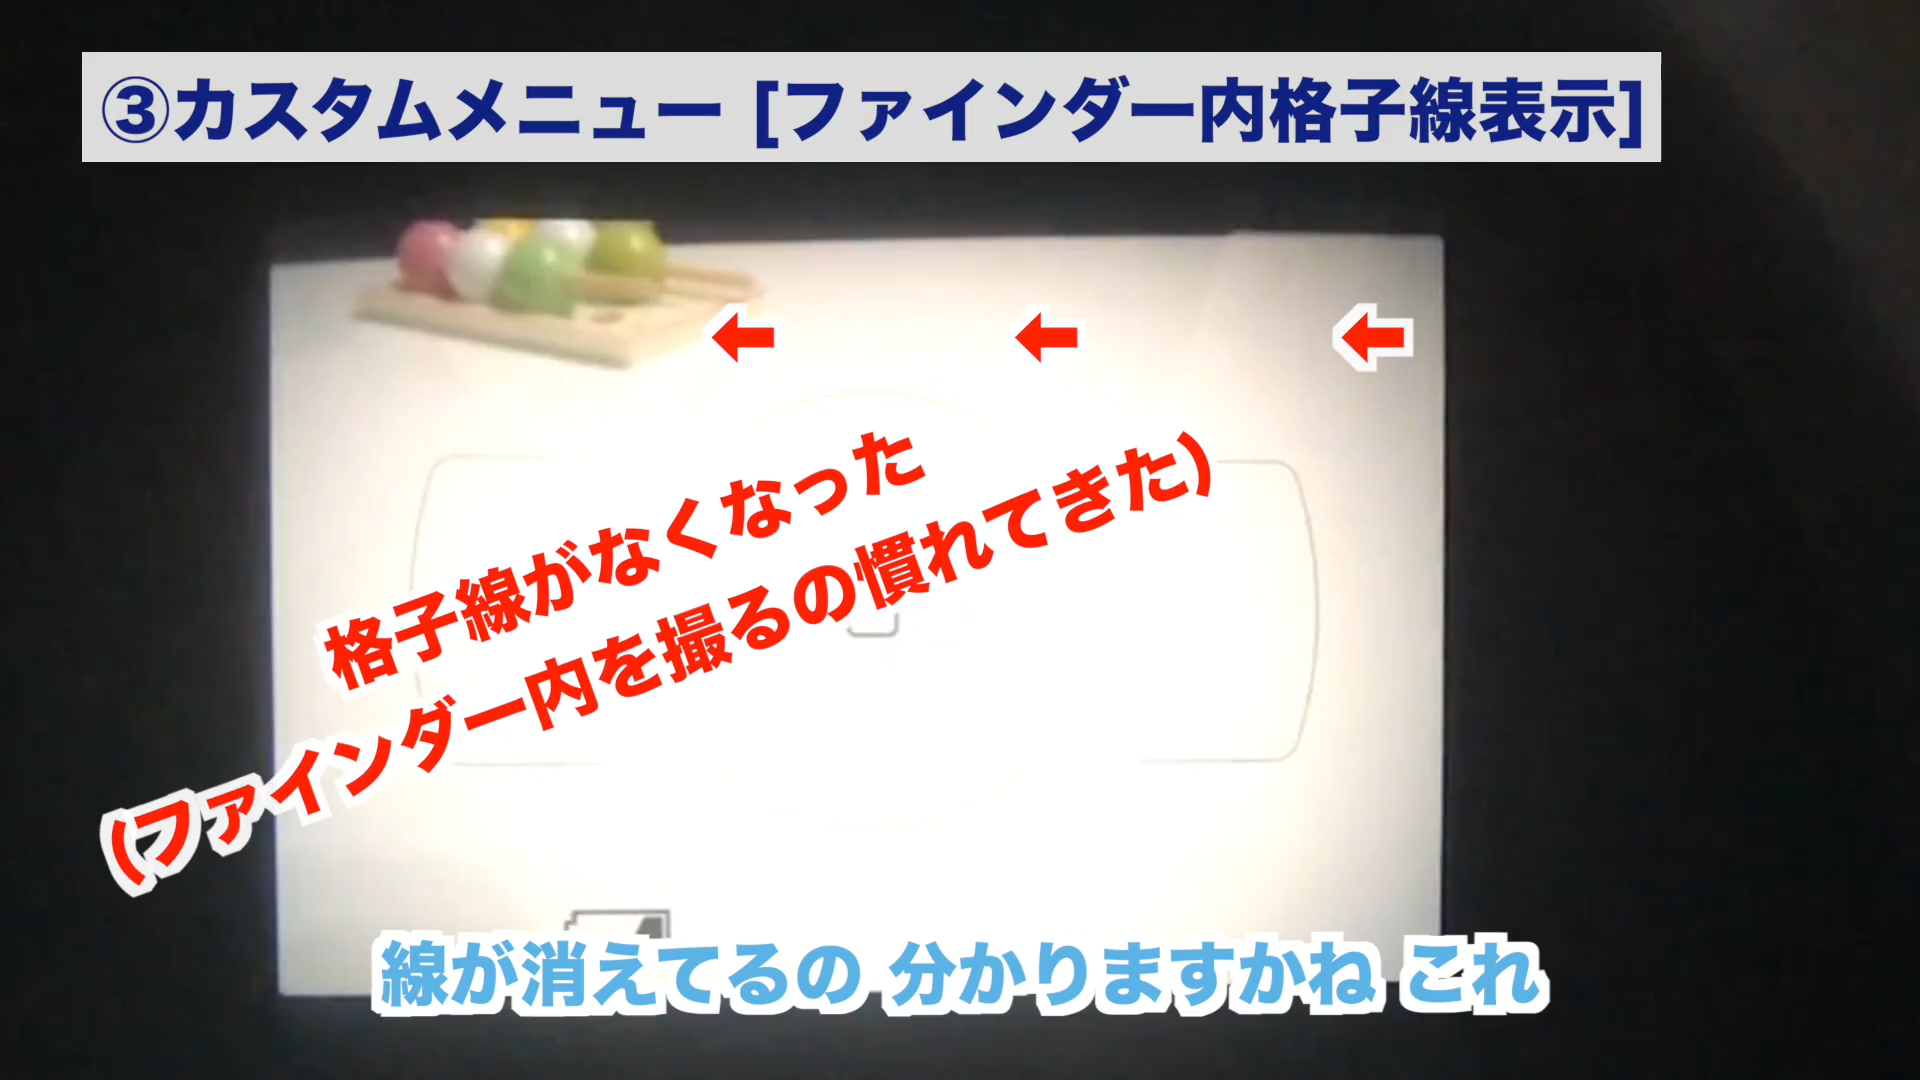 ③カスタムメニュー [ファインダー内格子線表示]
格子線がなくなった
(ファインダー内を撮るの慣れてきた)
線が消えてるの 分かりますかね これ